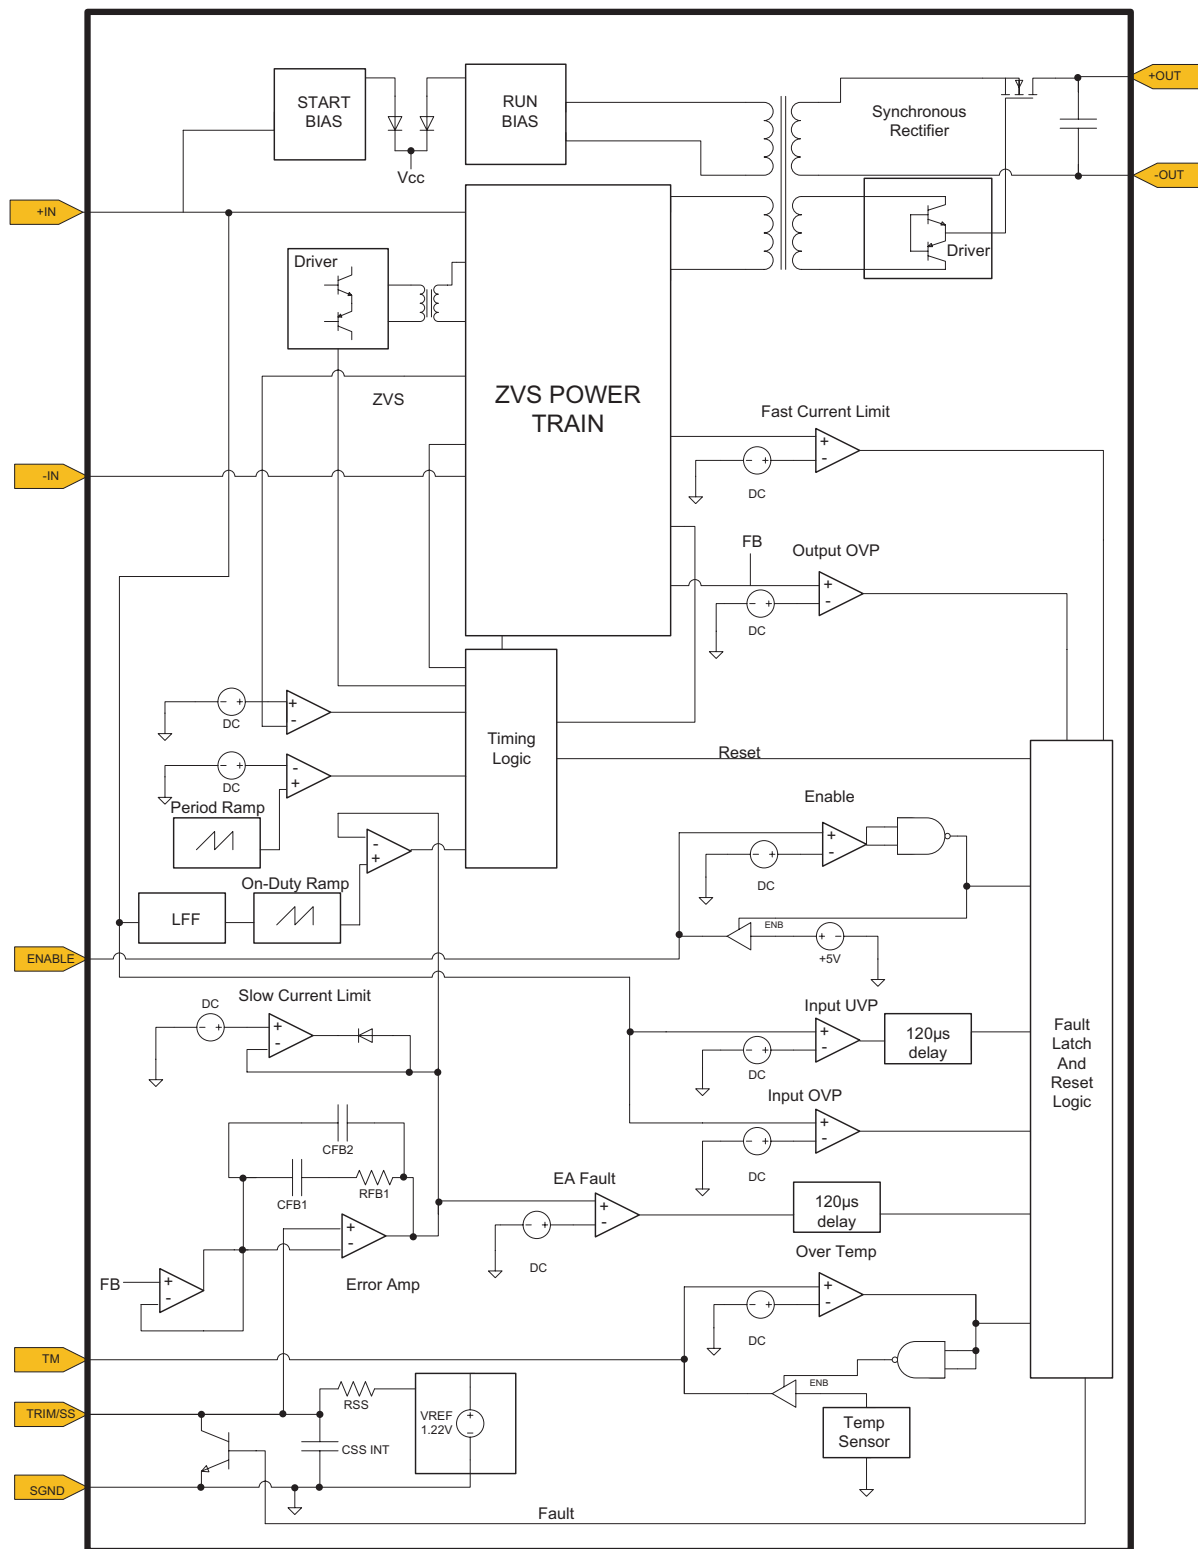 START
BIAS
RUN
BIAS
Vcc
Synchronous
Rectifier
+OUT
-OUT
+IN
Driver
Driver
ZVS
ZVS POWER
TRAIN
Fast Current Limit
+
-
- +
DC
-IN
FB
Output OVP
+
-
- +
DC
- +
DC
+
-
- +
DC
-
+
Timing
Logic
Reset
Period Ramp
-
+
Enable
+
-
- +
DC
On-Duty Ramp
LFF
ENB
+ -
+5V
ENABLE
Slow Current Limit
DC
- +
+
-
Input UVP
+
-
- +
DC
120µs
delay
Fault
Latch
And
Reset
Logic
Input OVP
+
-
- +
DC
CFB2
CFB1
RFB1
EA Fault
+
-
- +
DC
120µs
delay
+
-
Error Amp
FB
+
-
Over Temp
+
-
- +
DC
TM
ENB
TRIM/SS
RSS
VREF
1.22V
+
-
CSS INT
Temp
Sensor
SGND
Fault